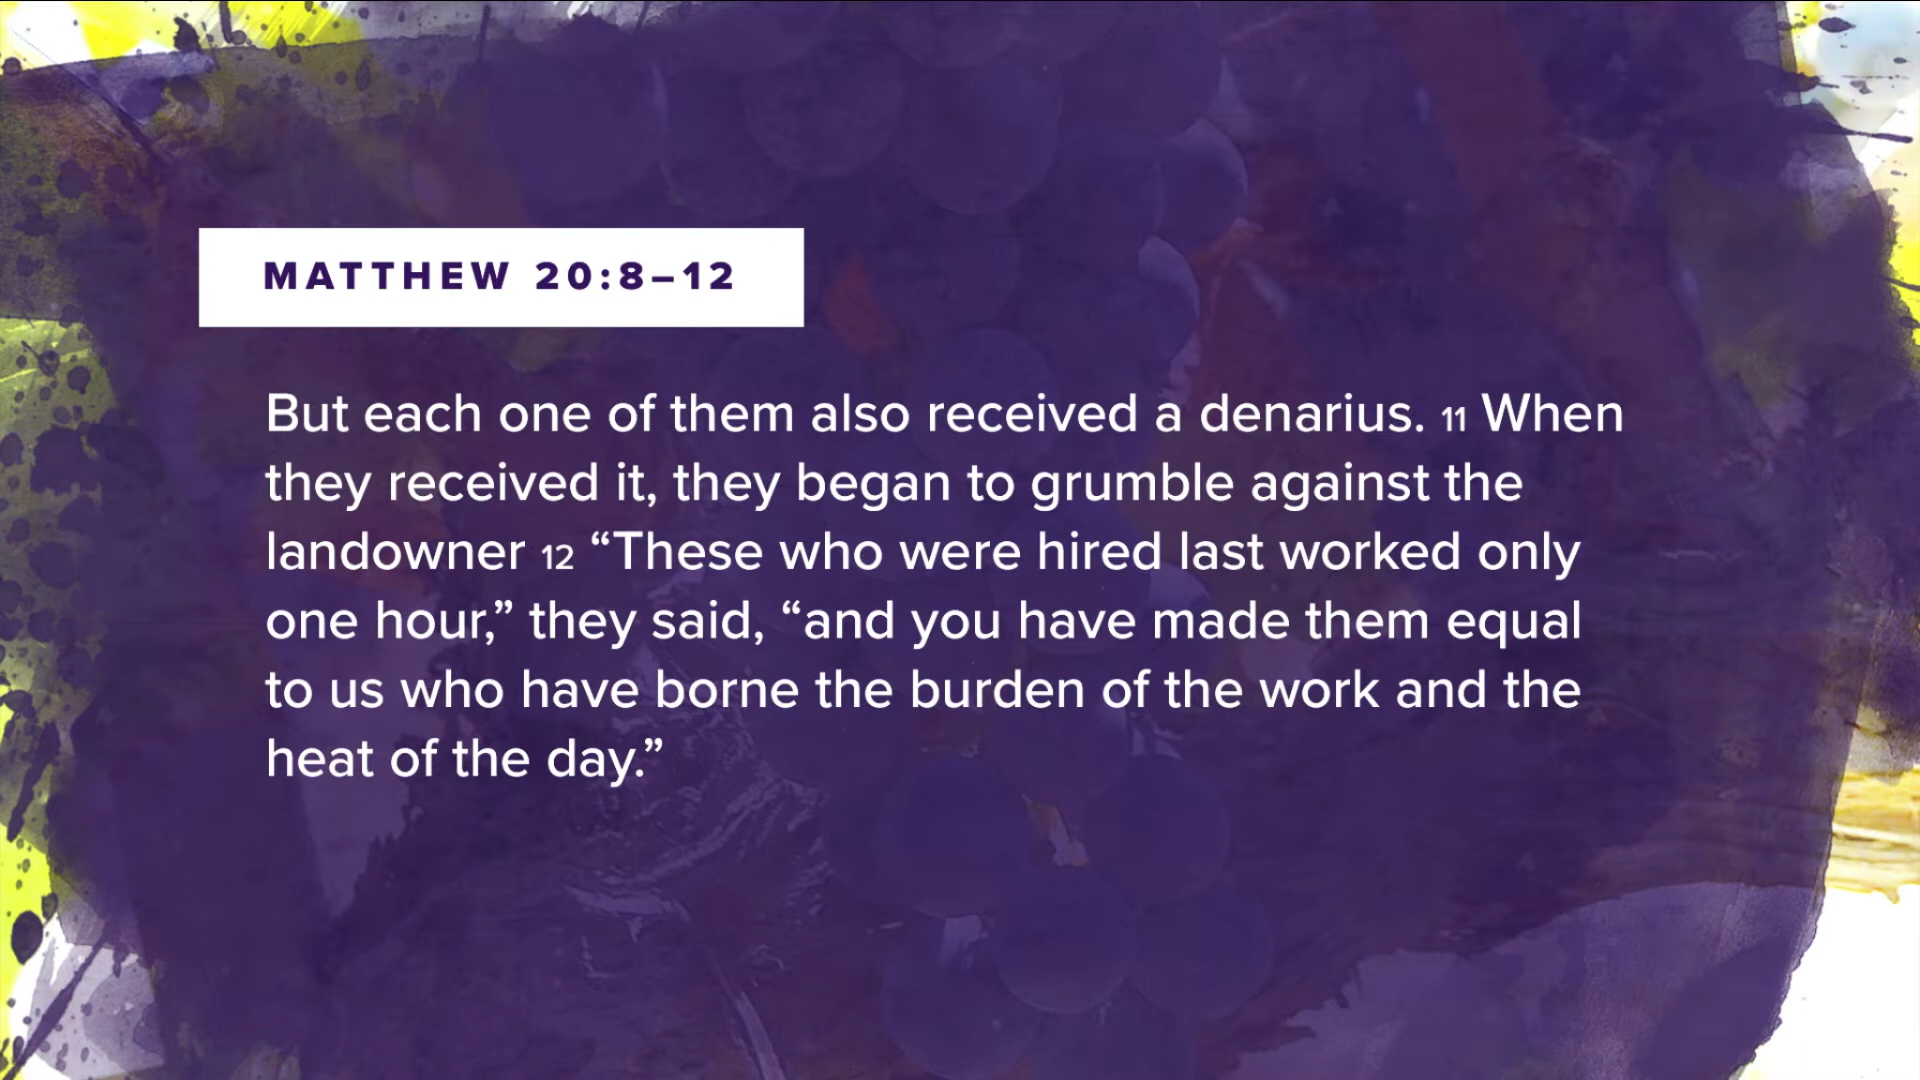 MATTHEW 20:8–12
But each one of them also received a denarius. 11 When
they received it, they began to grumble against the
landowner 12 “These who were hired last worked only
one hour,” they said, “and you have made them equal
to us who have borne the burden of the work and the
heat of the day.”